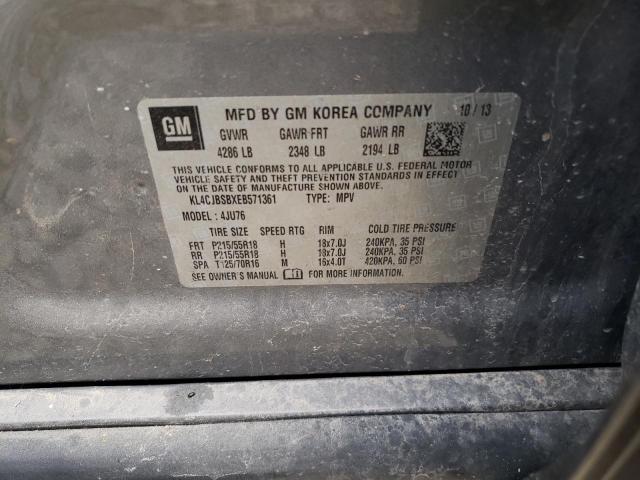 GM MFD BY GM KOREA COMPANY 10/13
GVWR GAWR FRT GAWR RR
4286 LB 2348 LB 2194 LB
THIS VEHICLE CONFORMS TO ALL APPLICABLE U.S. FEDERAL MOTOR
VEHICLE SAFETY AND THEFT PREVENTION STANDARDS IN EFFECT
ON THE DATE OF MANUFACTURE SHOWN ABOVE.
KL4CJBSBXEB571361 TYPE: MPV
MODEL: 4JU76
TIRE SIZE SPEED RTG RIM COLD TIRE PRESSURE
FRT P215/55R18 H 18x7.0J 240KPA, 35 PSI
RR P215/55R18 H 18x7.0J 240KPA, 35 PSI
SPA T125/70R16 M 16x4.0T 420KPA, 60 PSI
SEE OWNER'S MANUAL FOR MORE INFORMATION.